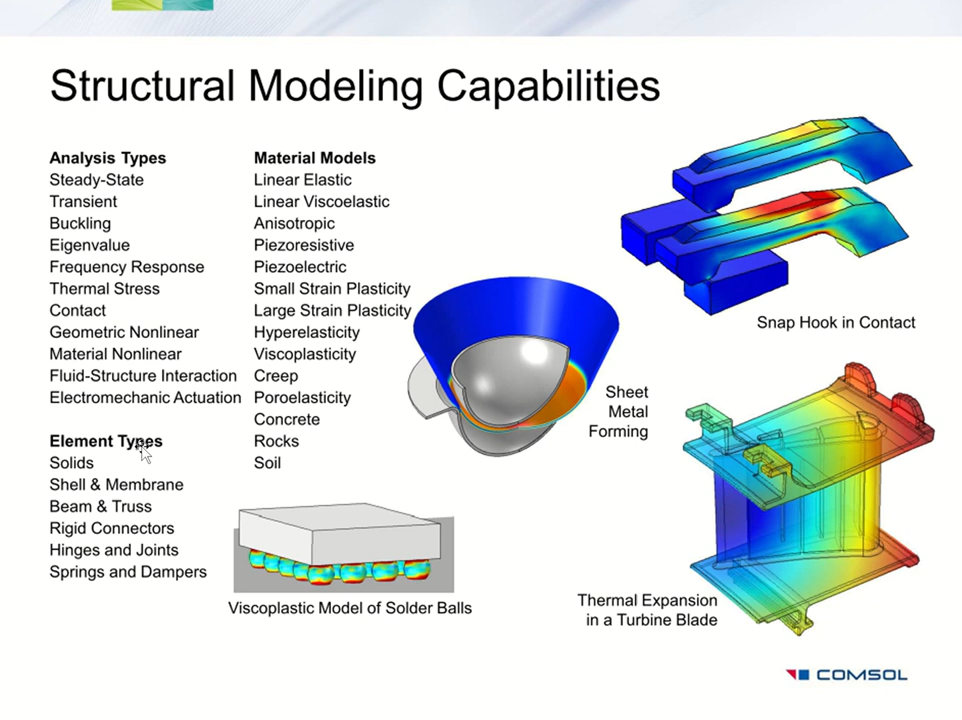 Structural Modeling Capabilities
Analysis Types
Steady-State
Transient
Buckling
Eigenvalue
Frequency Response
Thermal Stress
Contact
Geometric Nonlinear
Material Nonlinear
Fluid-Structure Interaction
Electromechanic Actuation
Element Types
Solids
Shell & Membrane
Beam & Truss
Rigid Connectors
Hinges and Joints
Springs and Dampers
Material Models
Linear Elastic
Linear Viscoelastic
Anisotropic
Piezoresistive
Piezoelectric
Small Strain Plasticity
Large Strain Plasticity
Hyperelasticity
Viscoplasticity
Creep
Poroelasticity
Concrete
Rocks
Soil
Viscoplastic Model of Solder Balls
Sheet
Metal
Forming
Snap Hook in Contact
Thermal Expansion
in a Turbine Blade
COMSOL